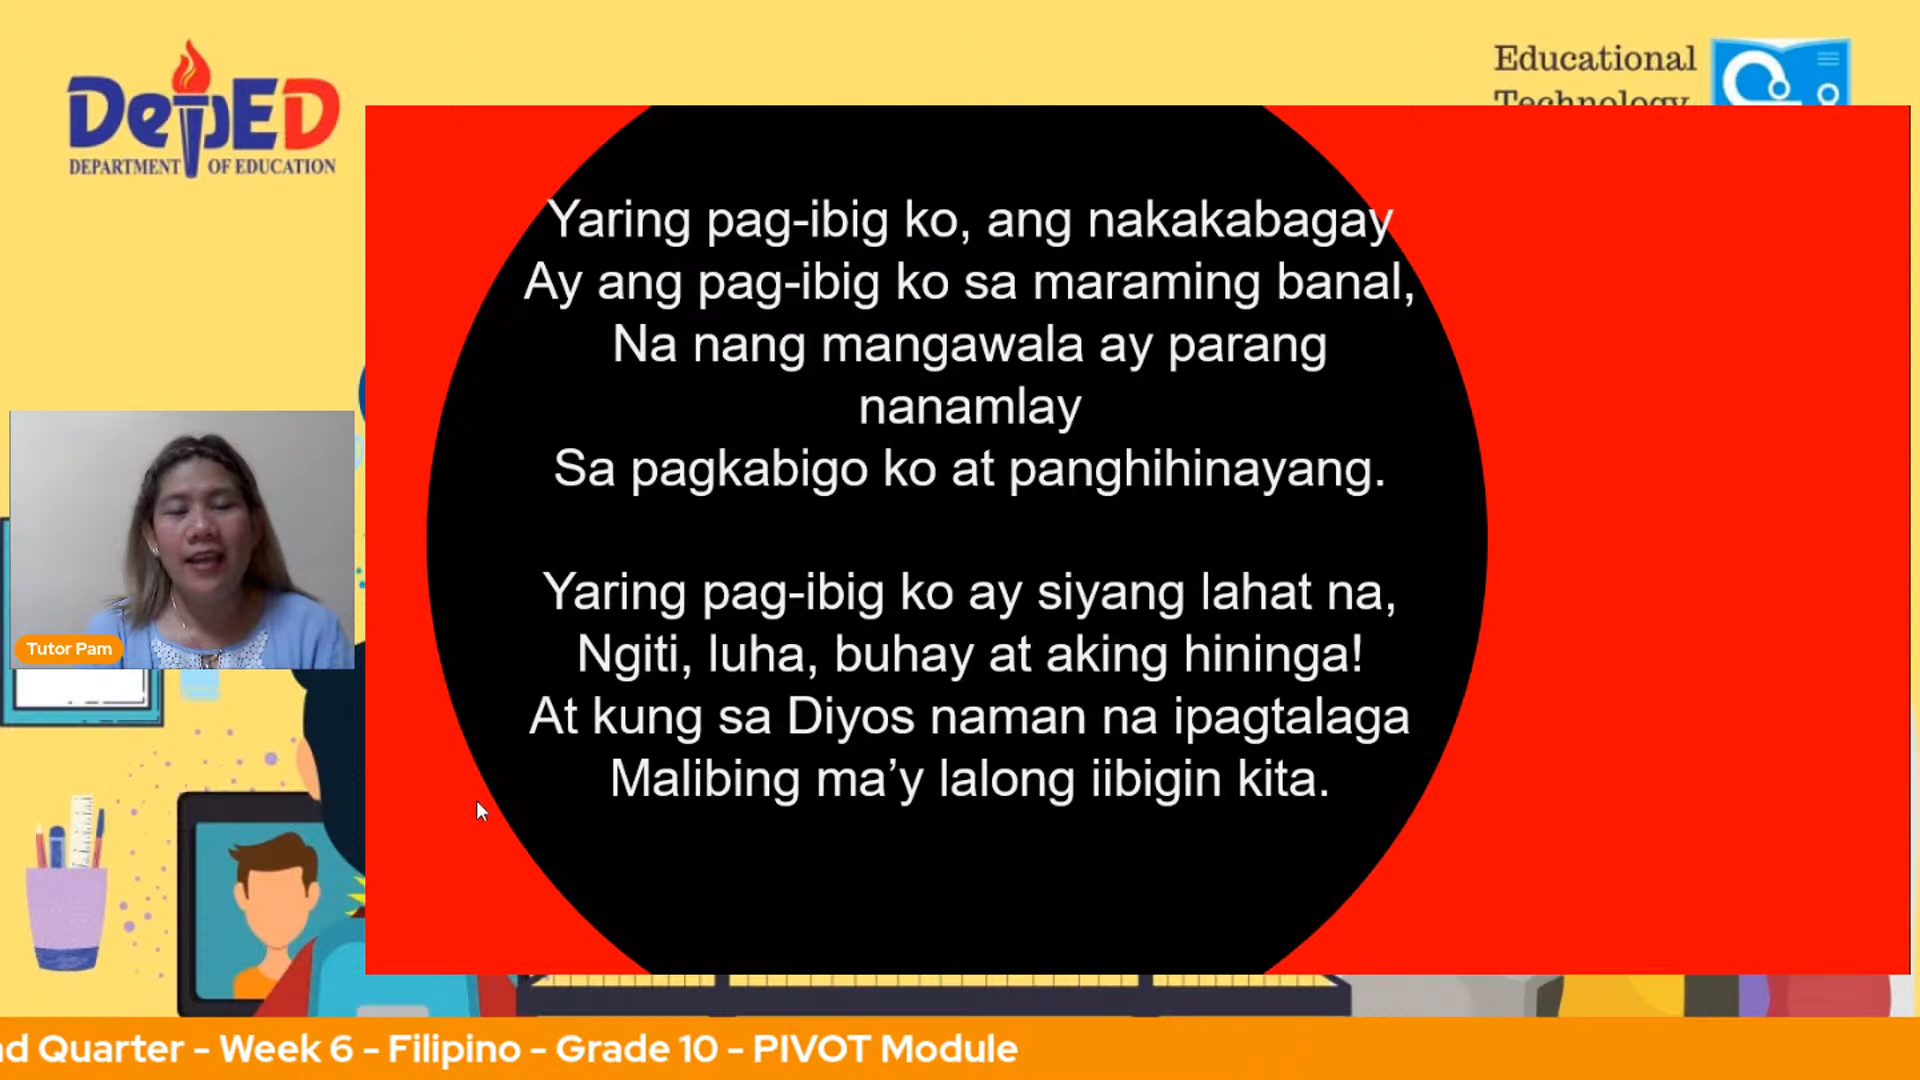 DepED
DEPARTMENT OF EDUCATION
Educational
Technology
Yaring pag-ibig ko, ang nakakabagay
Ay ang pag-ibig ko sa maraming banal,
Na nang mangawala ay parang
nanamlay
Sa pagkabigo ko at panghihinayang.
Yaring pag-ibig ko ay siyang lahat na,
Ngiti, luha, buhay at aking hininga!
At kung sa Diyos naman na ipagtalaga
Malibing ma’y lalong iibigin kita.
Tutor Pam
Quarter - Week 6 - Filipino - Grade 10 - PIVOT Module